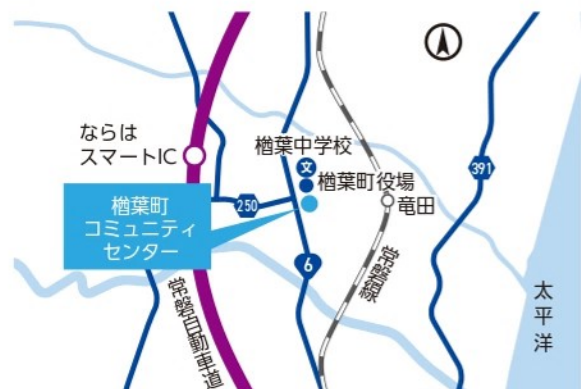 ならは
スマートIC
楢葉中学校
文
楢葉町役場
竜田
391
楢葉町
コミュニティ
センター
250
6
常磐線
常磐自動車道
太平洋